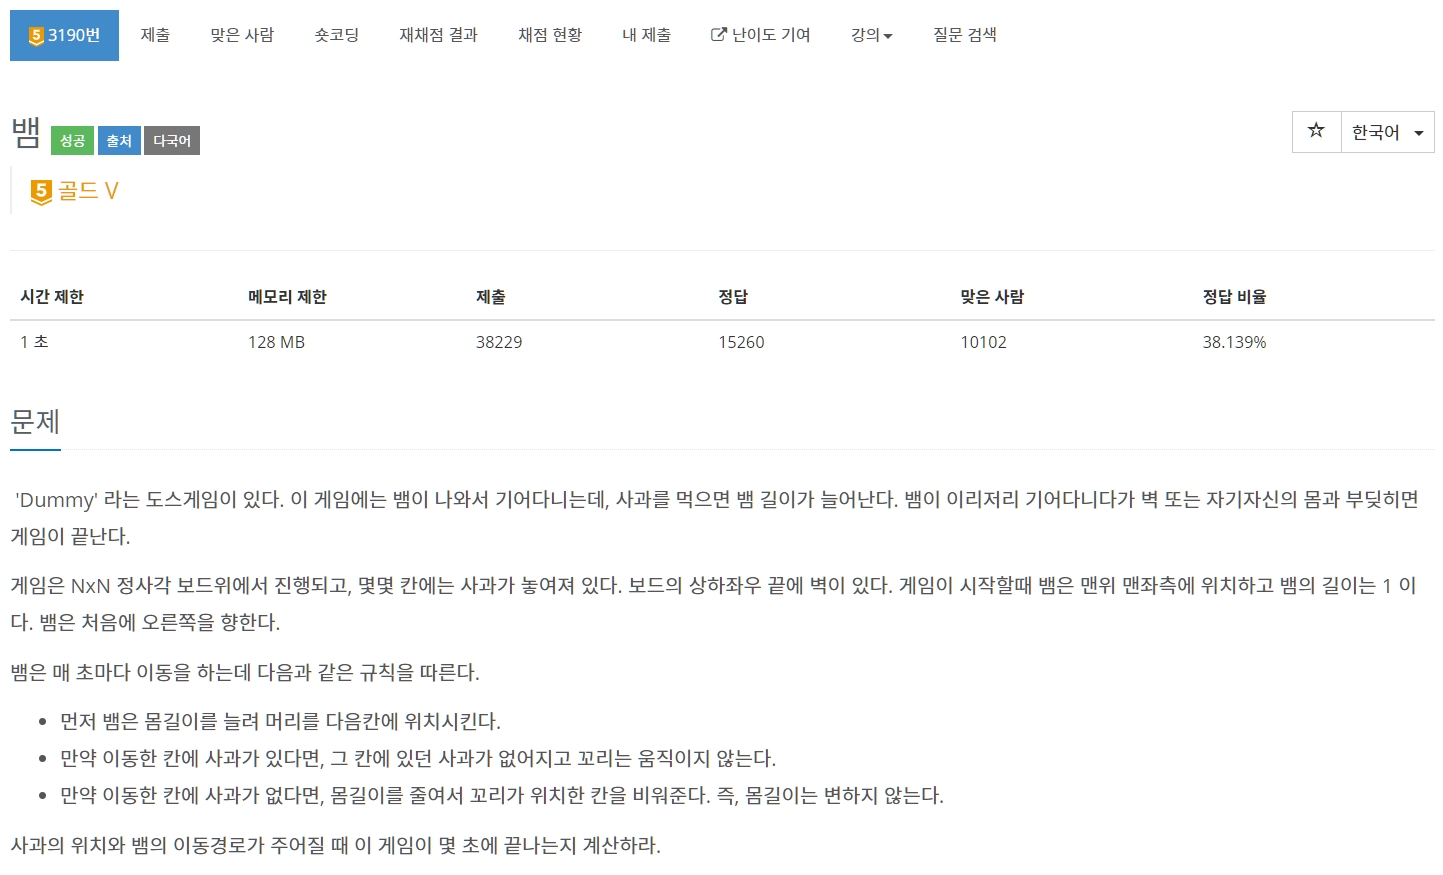 5 3190번 제출 맞은 사람 숏코딩 재채점 결과 채점 현황 내 제출 난이도 기여 강의 질문 검색
뱀 성공 출처 다국어 한국어
5 골드 V
시간 제한 메모리 제한 제출 정답 맞은 사람 정답 비율
1 초 128 MB 38229 15260 10102 38.139%
문제
'Dummy' 라는 도스게임이 있다. 이 게임에는 뱀이 나와서 기어다니는데, 사과를 먹으면 뱀 길이가 늘어난다. 뱀이 이리저리 기어다니다가 벽 또는 자기자신의 몸과 부딪히면
게임이 끝난다.
게임은 NxN 정사각 보드위에서 진행되고, 몇몇 칸에는 사과가 놓여져 있다. 보드의 상하좌우 끝에 벽이 있다. 게임이 시작할때 뱀은 맨위 맨좌측에 위치하고 뱀의 길이는 1 이
다. 뱀은 처음에 오른쪽을 향한다.
뱀은 매 초마다 이동을 하는데 다음과 같은 규칙을 따른다.
• 먼저 뱀은 몸길이를 늘려 머리를 다음칸에 위치시킨다.
• 만약 이동한 칸에 사과가 있다면, 그 칸에 있던 사과가 없어지고 꼬리는 움직이지 않는다.
• 만약 이동한 칸에 사과가 없다면, 몸길이를 줄여서 꼬리가 위치한 칸을 비워준다. 즉, 몸길이는 변하지 않는다.
사과의 위치와 뱀의 이동경로가 주어질 때 이 게임이 몇 초에 끝나는지 계산하라.